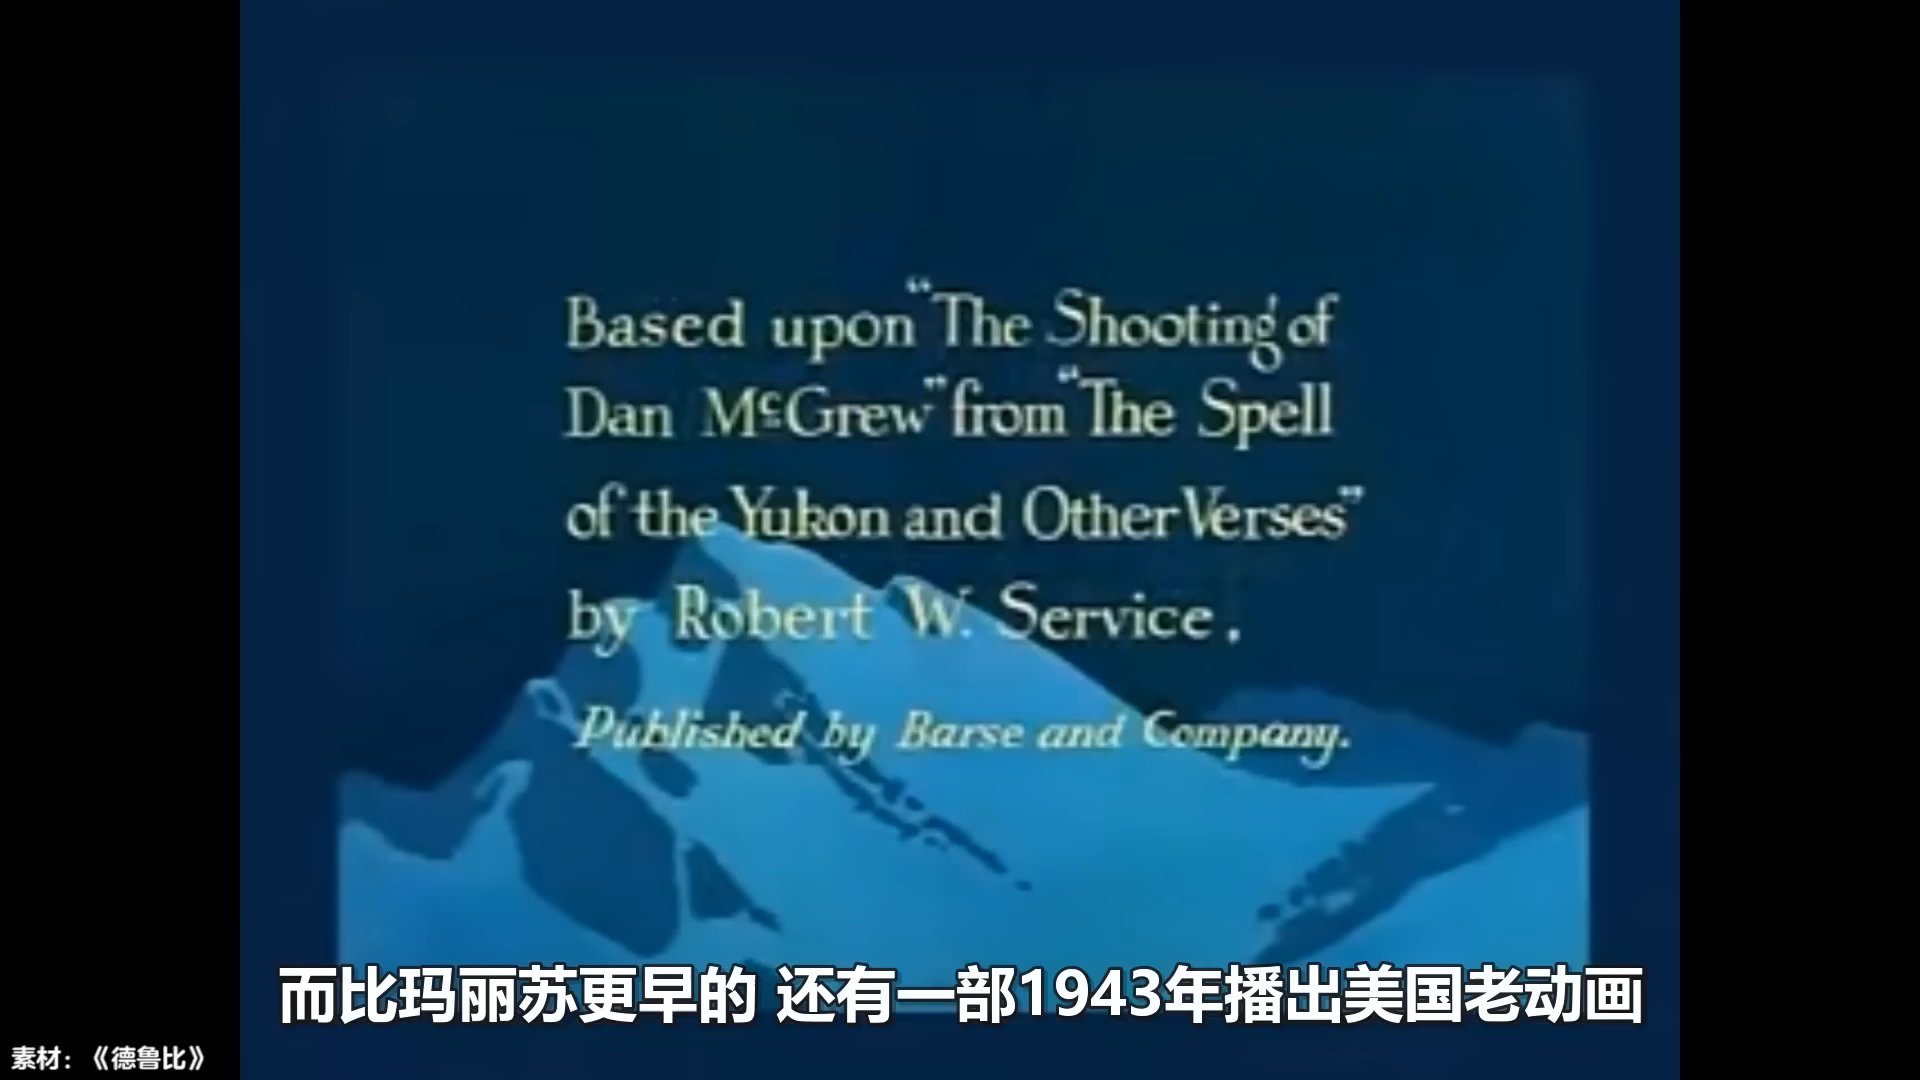 Based upon “The Shooting of
Dan McGrew” from “The Spell
of the Yukon and Other Verses”
by Robert W. Service.
Published by Barse and Company.
而比玛丽苏更早的 还有一部1943年播出美国老动画
素材：《德鲁比》